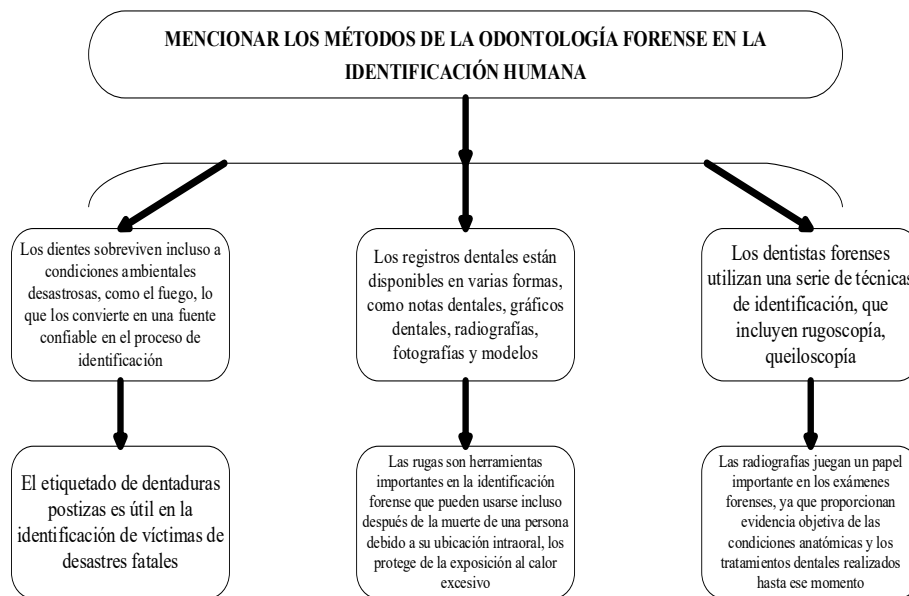 MENCIONAR LOS MÉTODOS DE LA ODONTOLOGÍA FORENSE EN LA
IDENTIFICACIÓN HUMANA
Los dientes sobreviven incluso a
condiciones ambientales
desastrosas, como el fuego, lo
que los convierte en una fuente
confiable en el proceso de
identificación
Los registros dentales están
disponibles en varias formas,
como notas dentales, gráficos
dentales, radiografías,
fotografías y modelos
Los dentistas forenses
utilizan una serie de técnicas
de identificación, que
incluyen rugoscopía,
queiloscopía
El etiquetado de dentaduras
postizas es útil en la
identificación de víctimas de
desastres fatales
Las rugas son herramientas
importantes en la identificación
forense que pueden usarse incluso
después de la muerte de una persona
debido a su ubicación intraoral, los
protege de la exposición al calor
excesivo
Las radiografías juegan un papel
importante en los exámenes
forenses, ya que proporcionan
evidencia objetiva de las
condiciones anatómicas y los
tratamientos dentales realizados
hasta ese momento